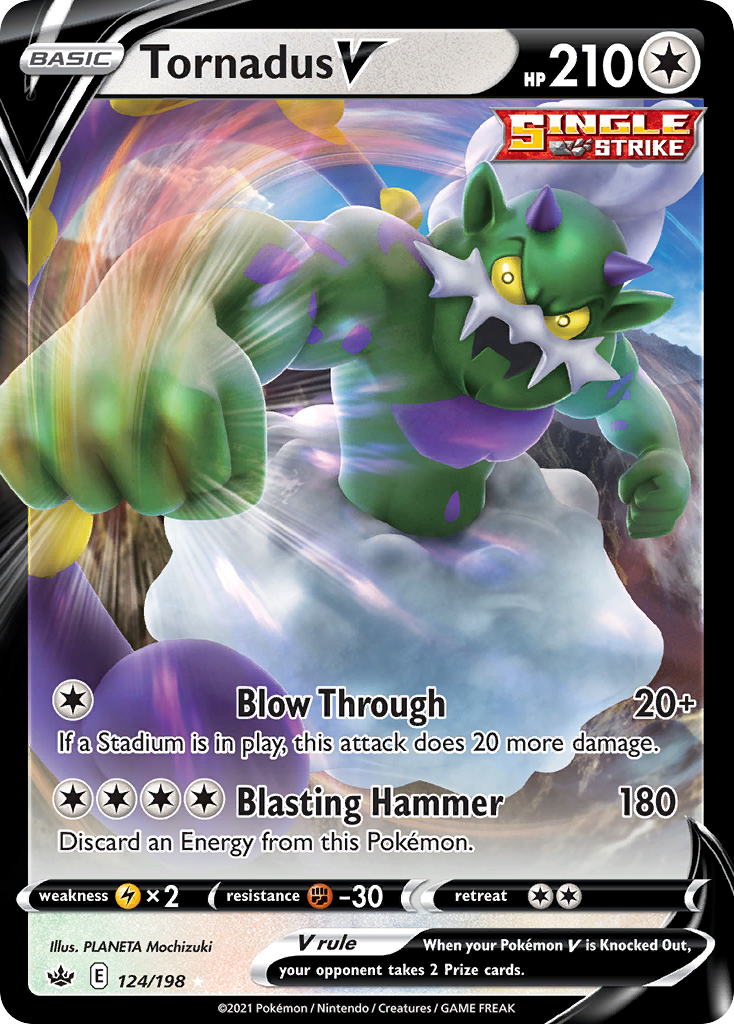 BASIC Tornadus V HP 210
SINGLE
STRIKE
Blow Through 20+
If a Stadium is in play, this attack does 20 more damage.
Blasting Hammer 180
Discard an Energy from this Pokémon.
weakness ×2 resistance -30 retreat
Illus. PLANETA Mochizuki
V rule When your Pokémon V is Knocked Out,
your opponent takes 2 Prize cards.
E 124/198
©2021 Pokémon / Nintendo / Creatures / GAME FREAK